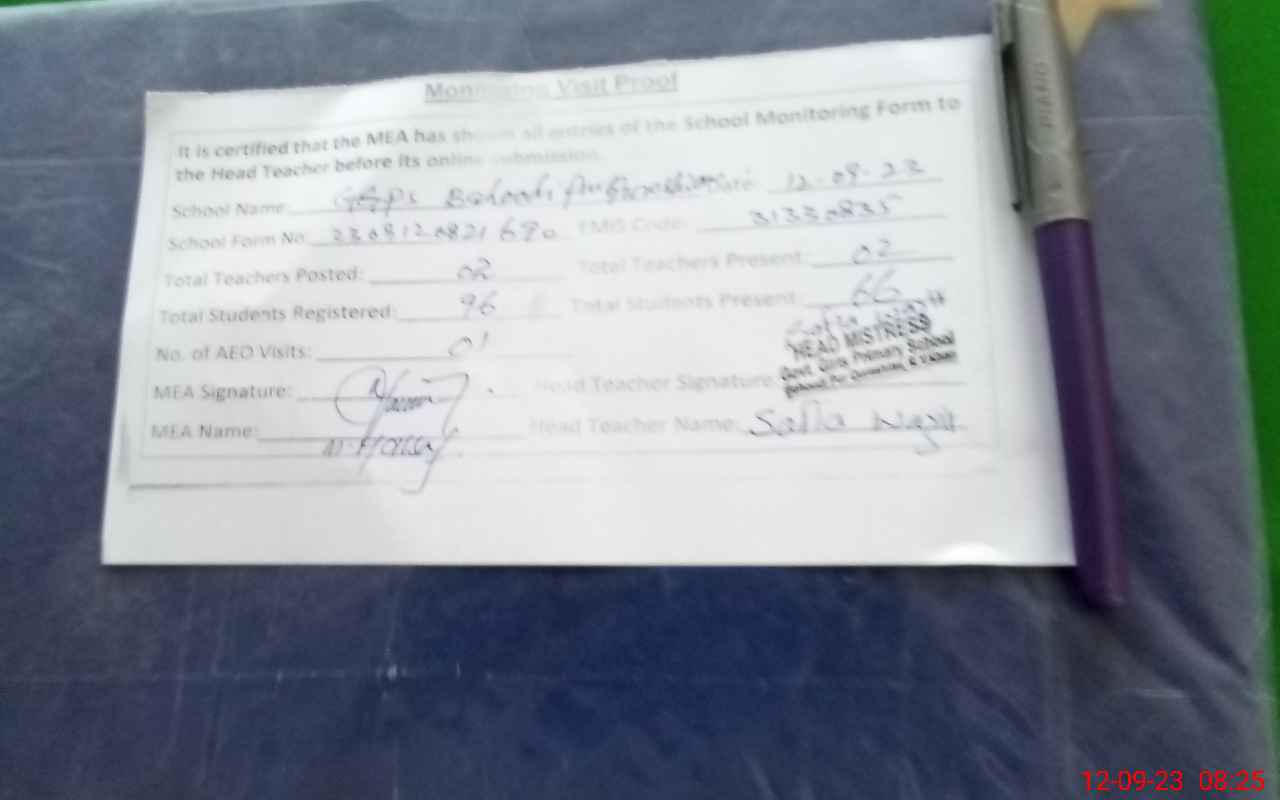 Monitoring Visit Proof
It is certified that the MEA has shown all entries of the School Monitoring Form to
the Head Teacher before its online submission.
School Name: GGPS Date: 12-09-23
School Form No: EMIS Code: 31330835
Total Teachers Posted: 02 Total Teachers Present: 02
Total Students Registered: 96 Total Students Present: 66
No. of AEO Visits: 01
HEAD MISTRESS
Govt. Girls Primary School
MEA Signature: Head Teacher Signature:
MEA Name: Head Teacher Name: Safia
PIANO
12-09-23 08:25